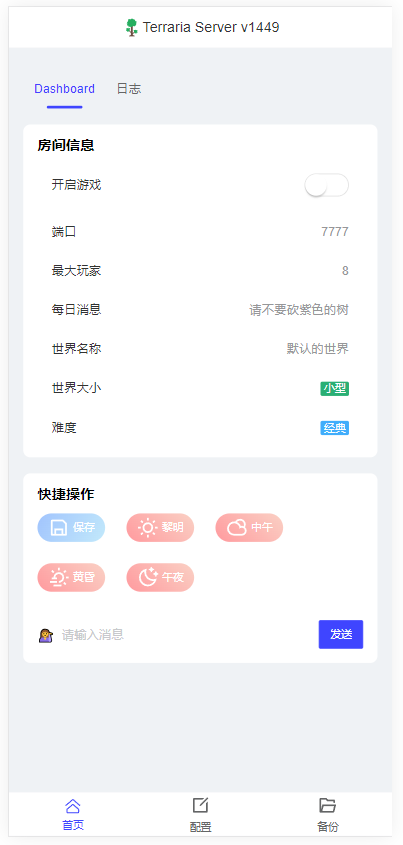 Terraria Server v1449
Dashboard 日志
房间信息
开启游戏
端口 7777
最大玩家 8
每日消息 请不要砍紫色的树
世界名称 默认的世界
世界大小 小型
难度 经典
快捷操作
保存 黎明 中午
黄昏 午夜
请输入消息 发送
首页 配置 备份